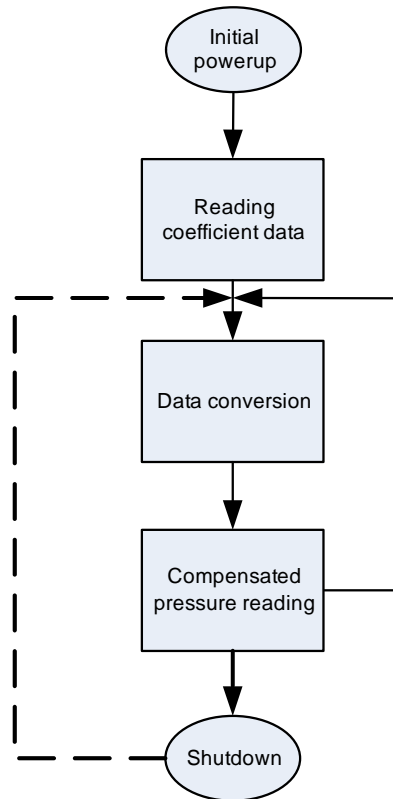 Initial
powerup
Reading
coefficient data
Data conversion
Compensated
pressure reading
Shutdown